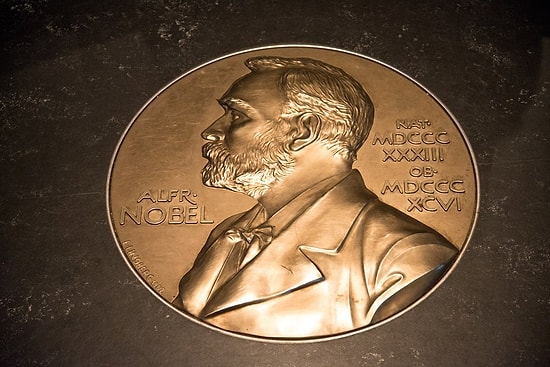 ALFR·
NOBEL
NAT·
MDCCC
XXXIII
OB·
MDCCC
XCVI